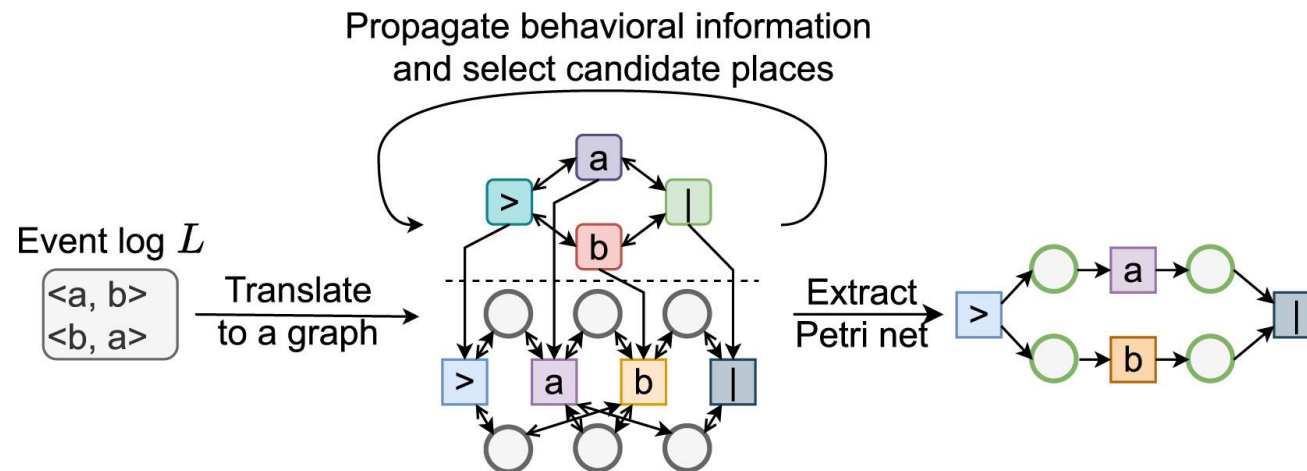 Propagate behavioral information
and select candidate places
a
>
|
b
Event log L
<a, b>
<b, a>
Translate
to a graph
> a b |
Extract
Petri net
a
>
|
b